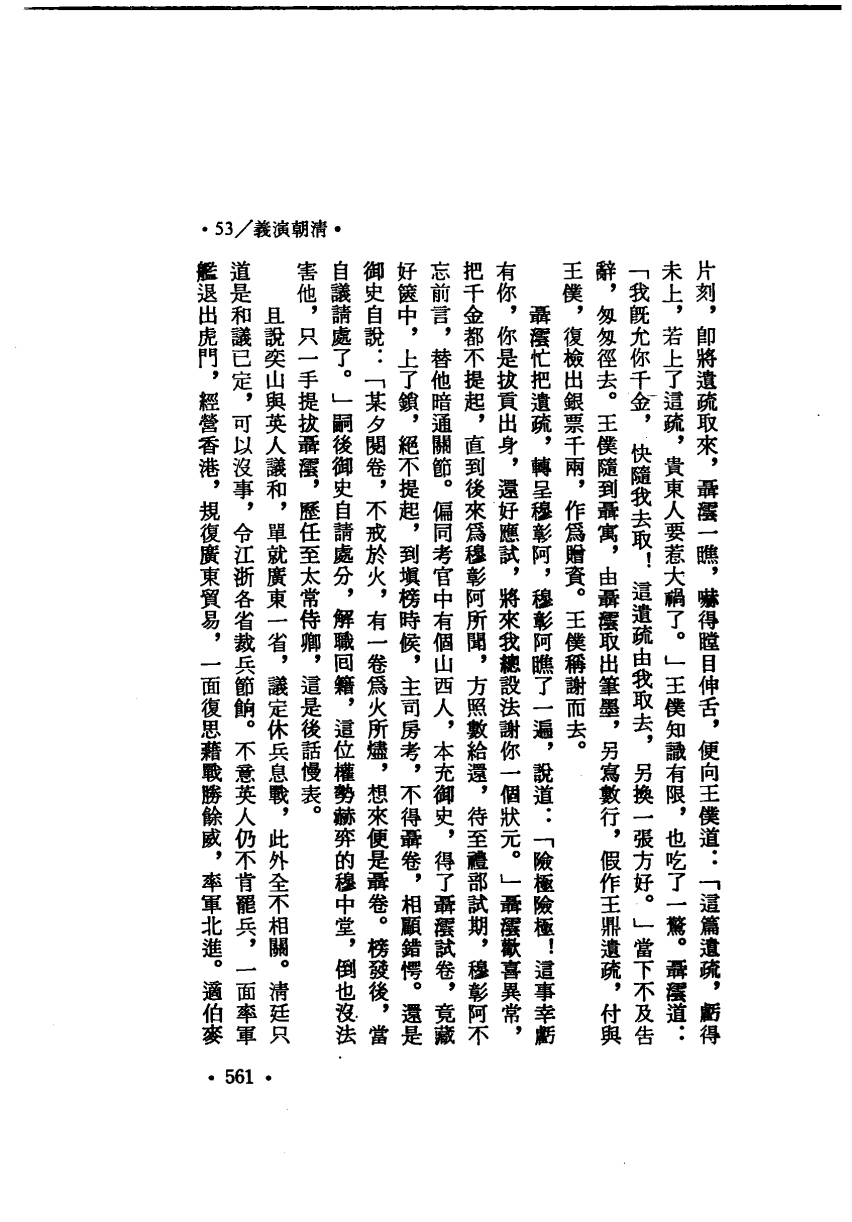 •53/義演朝清•
片刻，卽將遺疏取來，聶澐一瞧，嚇得瞠目伸舌，便向王僕道：「這篇遺疏，虧得
未上，若上了這疏，貴東人要惹大禍了。」王僕知識有限，也吃了一驚。聶澐道：
「我旣允你千金，快隨我去取！這遺疏由我取去，另換一張方好。」當下不及告
辭，匆匆徑去。王僕隨到聶寓，由聶澐取出筆墨，另寫數行，假作王鼎遺疏，付與
王僕，復檢出銀票千兩，作爲贈資。王僕稱謝而去。
聶澐忙把遺疏，轉呈穆彰阿，穆彰阿瞧了一遍，說道：「險極險極！這事幸虧
有你，你是拔貢出身，還好應試，將來我總設法謝你一個狀元。」聶澐歡喜異常，
把千金都不提起，直到後來爲穆彰阿所聞，方照數給還，待至禮部試期，穆彰阿不
忘前言，替他暗通關節。偏同考官中有個山西人，本充御史，得了聶澐試卷，竟藏
好篋中，上了鎖，絕不提起，到塡榜時候，主司房考，不得聶卷，相顧錯愕。還是
御史自說：「某夕閱卷，不戒於火，有一卷爲火所燼，想來便是聶卷。榜發後，當
自議請處了。」嗣後御史自請處分，解職回籍，這位權勢赫弈的穆中堂，倒也沒法
害他，只一手提拔聶澐，歷任至太常侍卿，這是後話慢表。
且說奕山與英人議和，單就廣東一省，議定休兵息戰，此外全不相關。淸廷只
道是和議已定，可以沒事，令江浙各省裁兵節餉。不意英人仍不肯罷兵，一面率軍
艦退出虎門，經營香港，規復廣東貿易，一面復思藉戰勝餘威，率軍北進。適伯麥
•561•